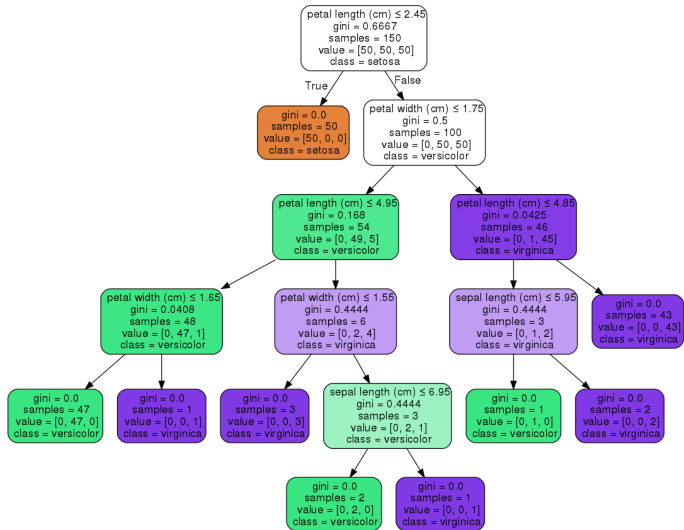 petal length (cm) ≤ 2.45
gini = 0.6667
samples = 150
value = [50, 50, 50]
class = setosa
True
False
gini = 0.0
samples = 50
value = [50, 0, 0]
class = setosa
petal width (cm) ≤ 1.75
gini = 0.5
samples = 100
value = [0, 50, 50]
class = versicolor
petal length (cm) ≤ 4.95
gini = 0.168
samples = 54
value = [0, 49, 5]
class = versicolor
petal length (cm) ≤ 4.85
gini = 0.0425
samples = 46
value = [0, 1, 45]
class = virginica
petal width (cm) ≤ 1.65
gini = 0.0408
samples = 48
value = [0, 47, 1]
class = versicolor
petal width (cm) ≤ 1.55
gini = 0.4444
samples = 6
value = [0, 2, 4]
class = virginica
sepal length (cm) ≤ 5.95
gini = 0.4444
samples = 3
value = [0, 1, 2]
class = virginica
gini = 0.0
samples = 43
value = [0, 0, 43]
class = virginica
gini = 0.0
samples = 47
value = [0, 47, 0]
class = versicolor
gini = 0.0
samples = 1
value = [0, 0, 1]
class = virginica
gini = 0.0
samples = 3
value = [0, 0, 3]
class = virginica
sepal length (cm) ≤ 6.95
gini = 0.4444
samples = 3
value = [0, 2, 1]
class = versicolor
gini = 0.0
samples = 1
value = [0, 1, 0]
class = versicolor
gini = 0.0
samples = 2
value = [0, 0, 2]
class = virginica
gini = 0.0
samples = 2
value = [0, 2, 0]
class = versicolor
gini = 0.0
samples = 1
value = [0, 0, 1]
class = virginica